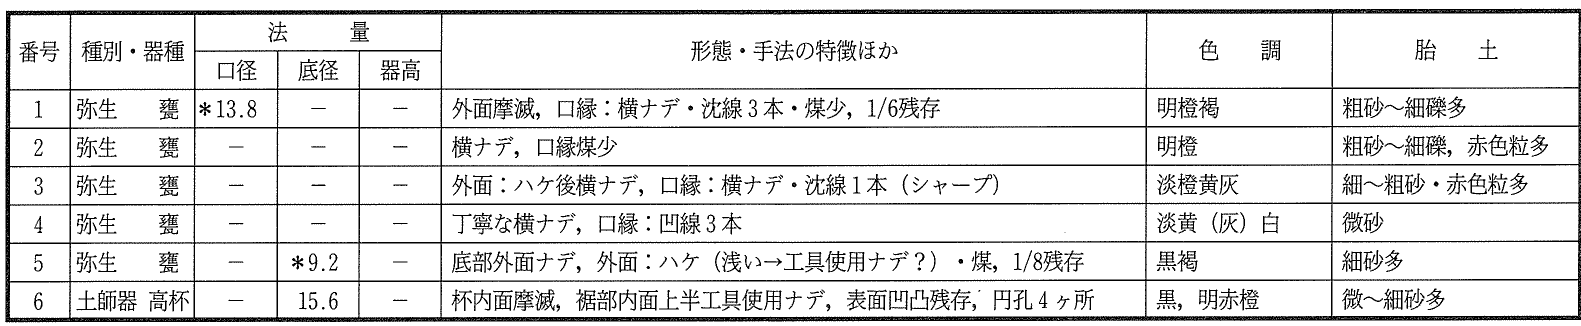 番号 種別・器種 法 量 形態・手法の特徴ほか 色 調 胎 土
口径 底径 器高
1 弥生 甕 *13.8 － － 外面摩滅，口縁：横ナデ・沈線3本・煤少，1/6残存 明橙褐 粗砂～細礫多
2 弥生 甕 － － － 横ナデ，口縁煤少 明橙 粗砂～細礫，赤色粒多
3 弥生 甕 － － － 外面：ハケ後横ナデ，口縁：横ナデ・沈線1本（シャープ） 淡橙黄灰 細～粗砂・赤色粒多
4 弥生 甕 － － － 丁寧な横ナデ，口縁：凹線3本 淡黄（灰）白 微砂
5 弥生 甕 － *9.2 － 底部外面ナデ，外面：ハケ（浅い→工具使用ナデ？）・煤，1/8残存 黒褐 細砂多
6 土師器 高杯 － 15.6 － 杯内面摩滅，裾部内面上半工具使用ナデ，表面凹凸残存，円孔4ヶ所 黒，明赤橙 微～細砂多